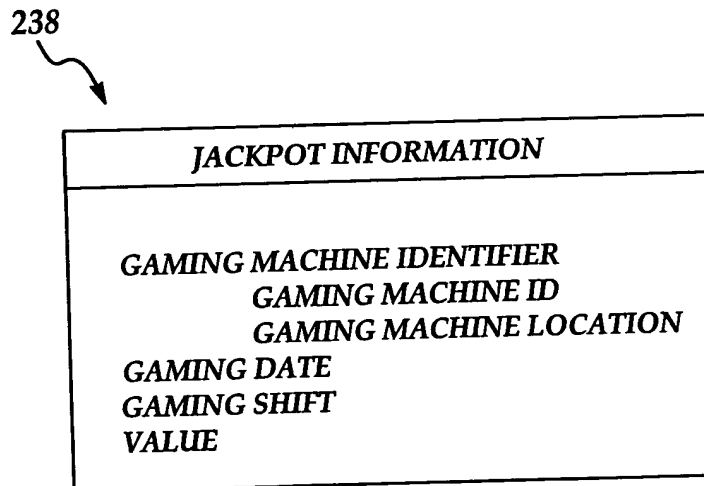 238
JACKPOT INFORMATION
GAMING MACHINE IDENTIFIER
GAMING MACHINE ID
GAMING MACHINE LOCATION
GAMING DATE
GAMING SHIFT
VALUE